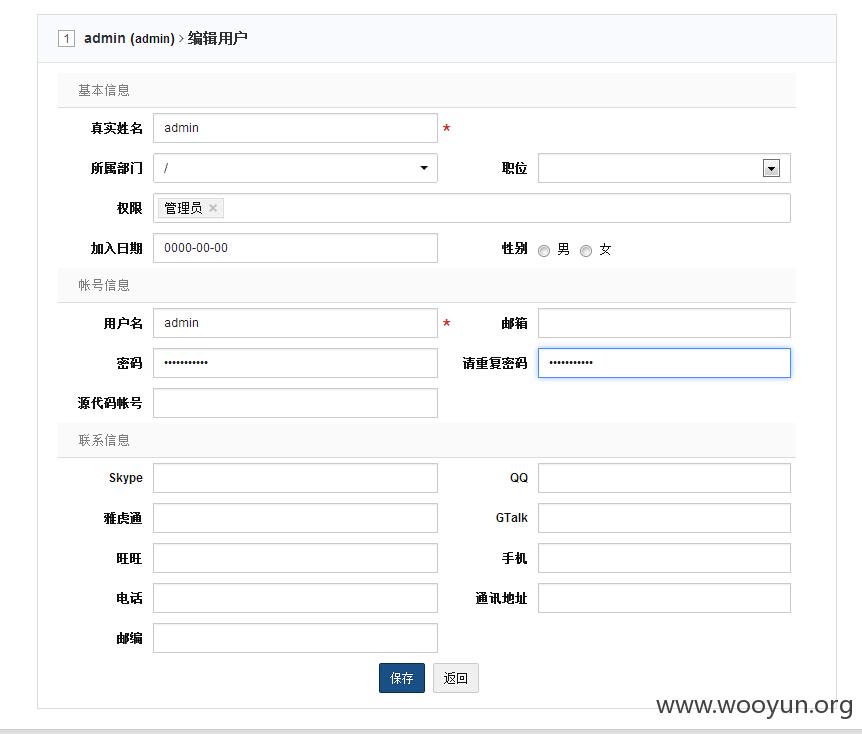 1 admin (admin) > 编辑用户
基本信息
真实姓名 admin *
所属部门 / 职位
权限 管理员 ×
加入日期 0000-00-00 性别 男 女
帐号信息
用户名 admin * 邮箱
密码 ••••••••••• 请重复密码 •••••••••••
源代码帐号
联系信息
Skype QQ
雅虎通 GTalk
旺旺 手机
电话 通讯地址
邮编
保存 返回
www.wooyun.org